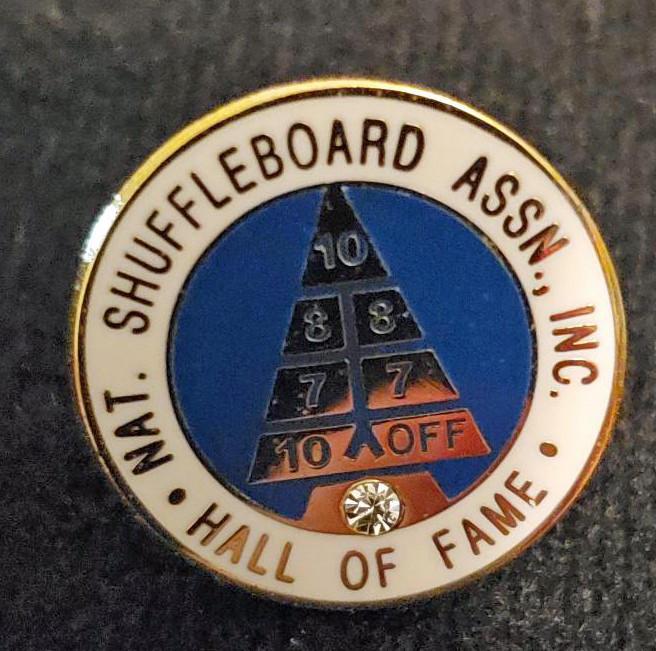 NAT. SHUFFLEBOARD ASSN., INC.
10
8 8
7 7
10 OFF
• HALL OF FAME •